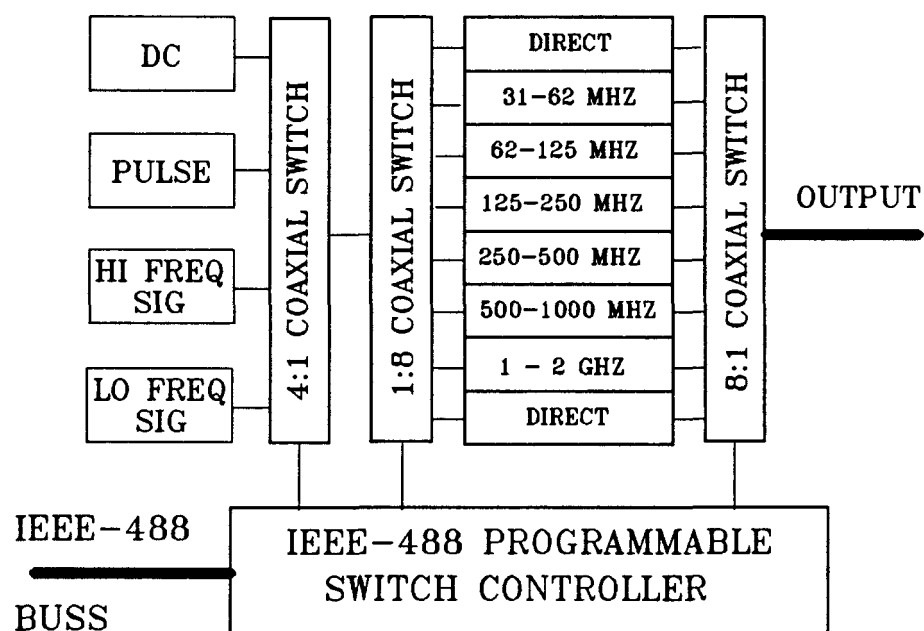 DC
PULSE
HI FREQ
SIG
LO FREQ
SIG
4:1 COAXIAL SWITCH
1:8 COAXIAL SWITCH
DIRECT
31-62 MHZ
62-125 MHZ
125-250 MHZ
250-500 MHZ
500-1000 MHZ
1 - 2 GHZ
DIRECT
8:1 COAXIAL SWITCH
OUTPUT
IEEE-488
BUSS
IEEE-488 PROGRAMMABLE
SWITCH CONTROLLER